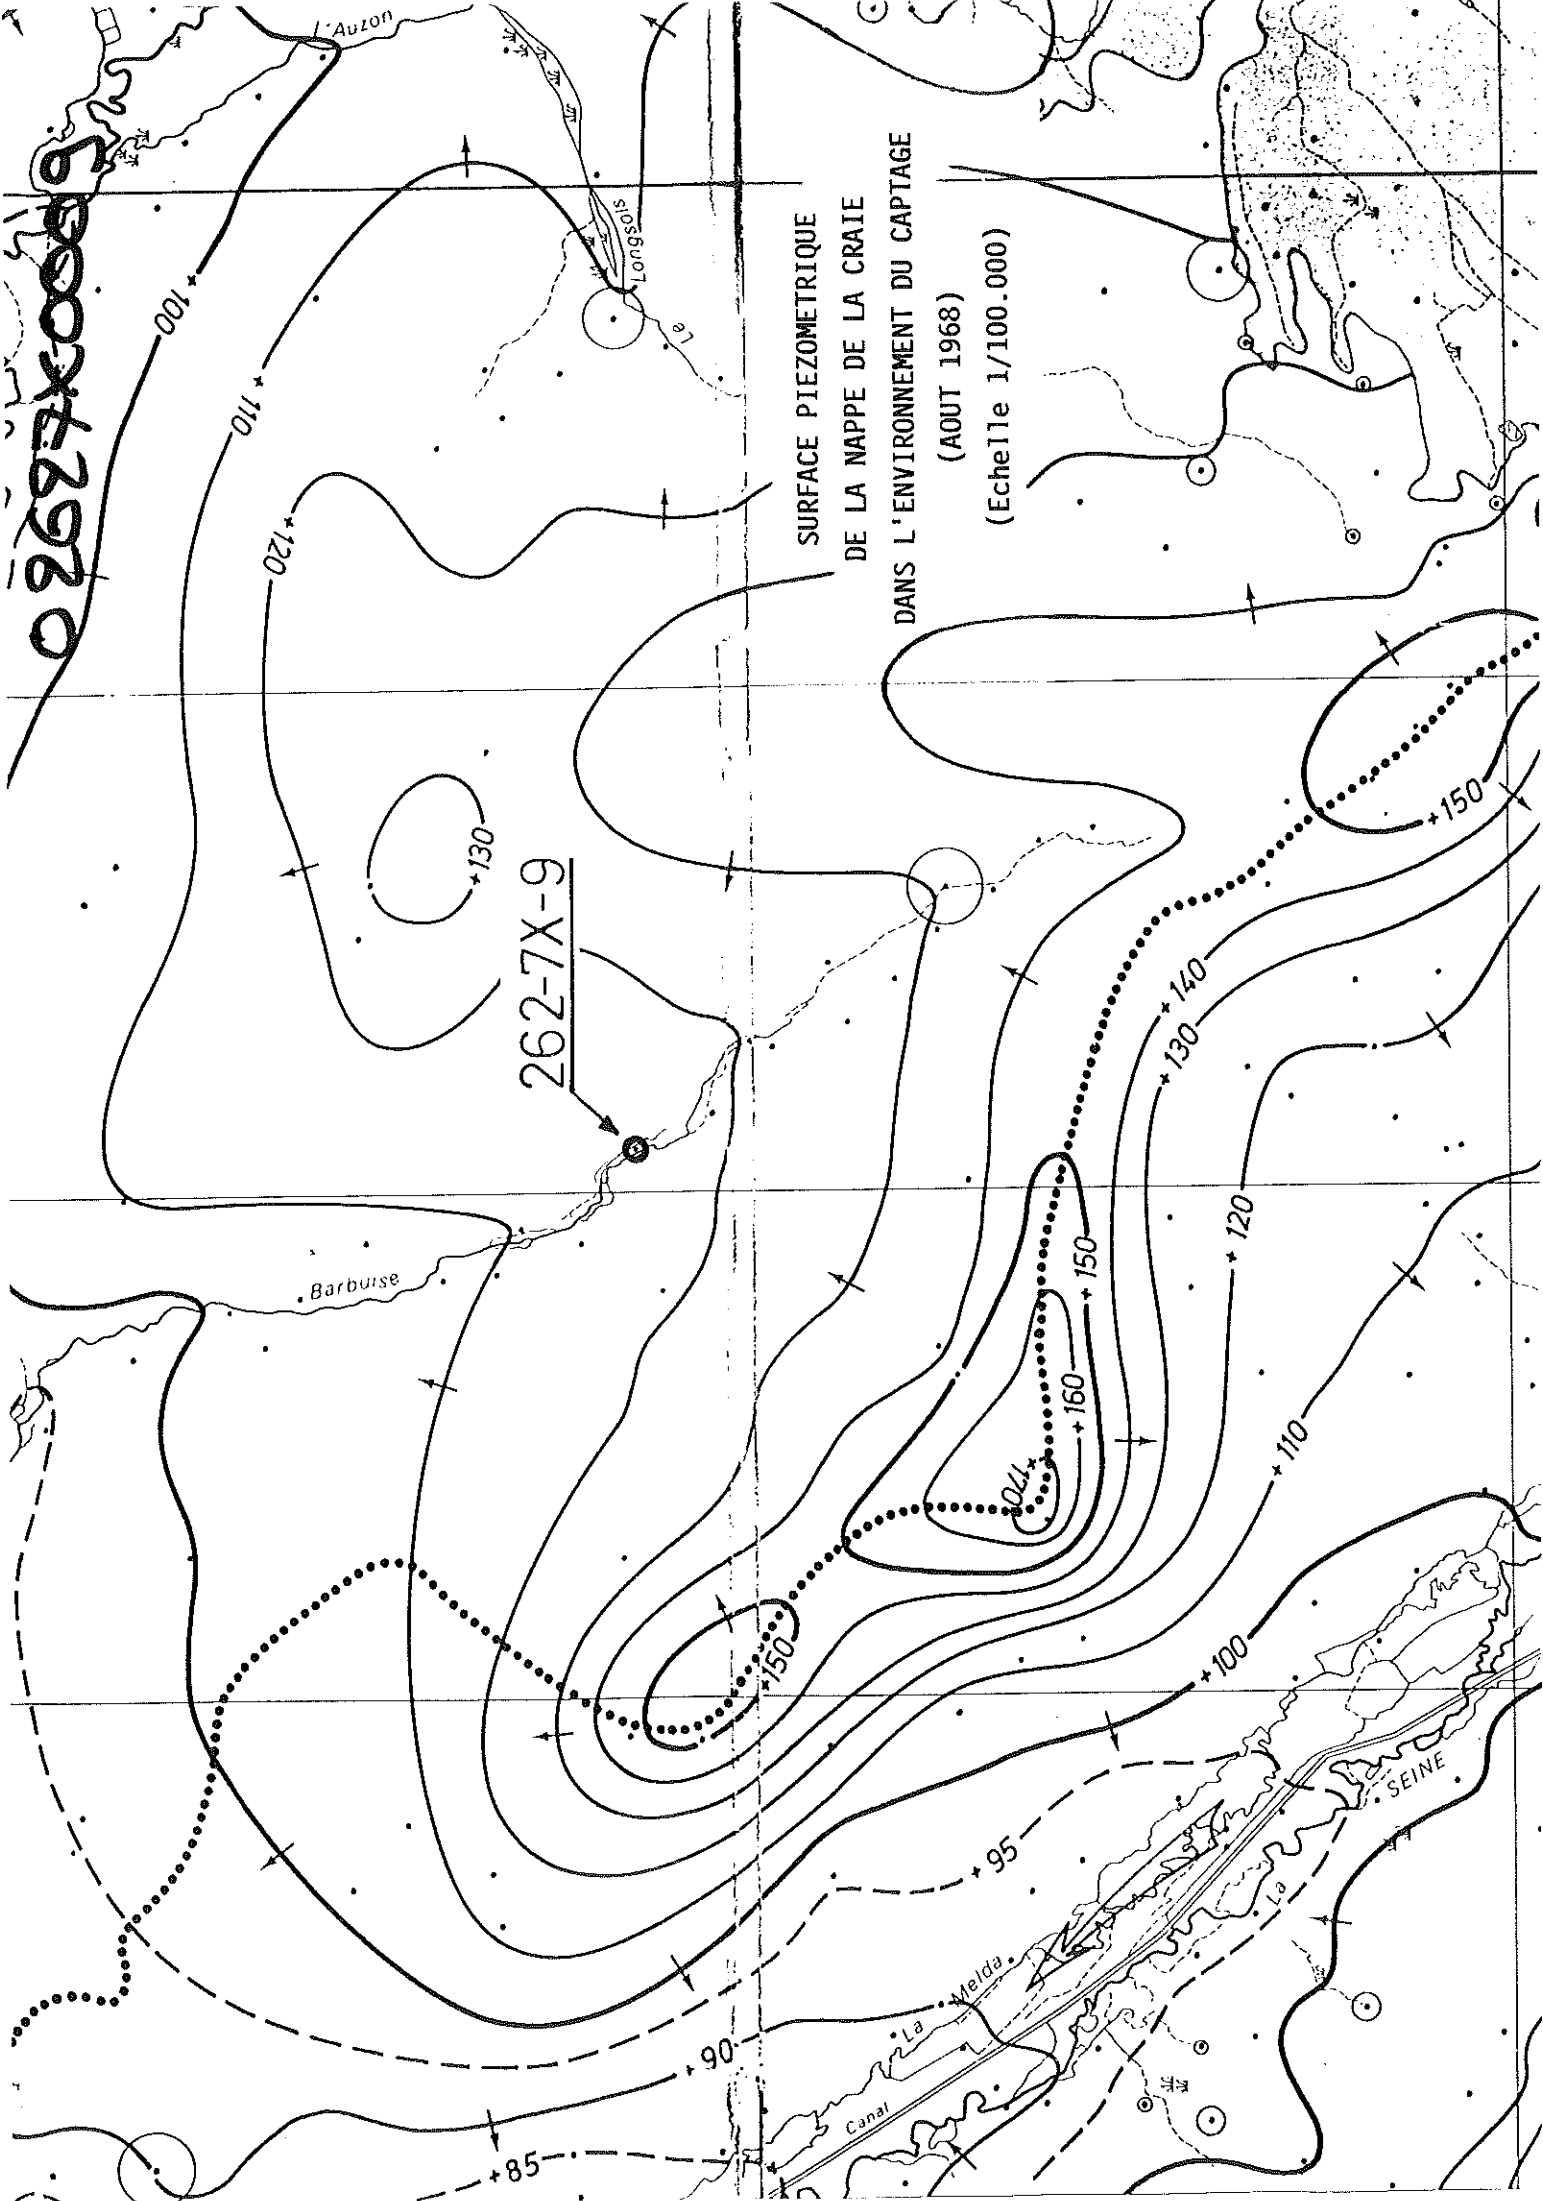 02627X0009
SURFACE PIEZOMETRIQUE
DE LA NAPPE DE LA CRAIE
DANS L'ENVIRONNEMENT DU CAPTAGE
(AOUT 1968)
(Echelle 1/100.000)
262-7X-9
L'Auzon
Longsols
Le
Barbuise
La
Melda
Canal
La
SEINE
+100
+110
+120
+130
+140
+130
+150
+120
+150
+160
+170
+110
+150
+100
+95
+90
+85